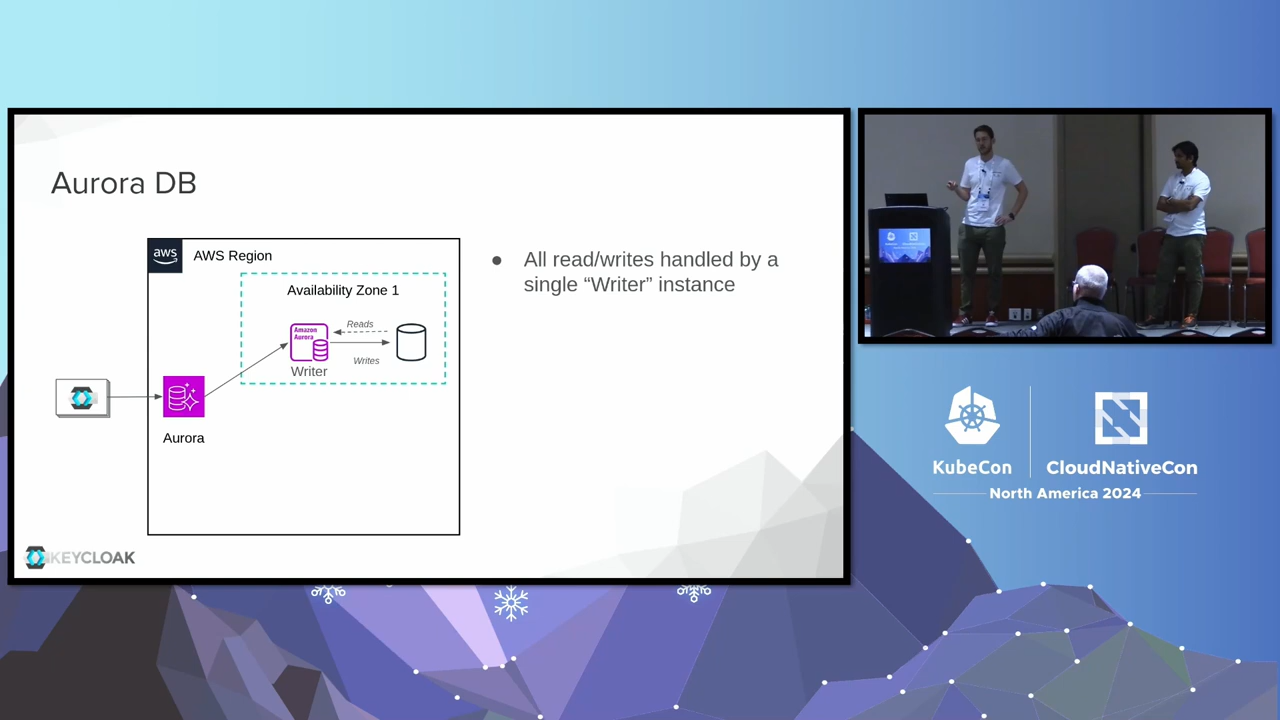 Aurora DB
aws
AWS Region
Availability Zone 1
Amazon
Aurora
Reads
Writes
Writer
Aurora
● All read/writes handled by a
single “Writer” instance
KEYCLOAK
KubeCon
CloudNativeCon
North America 2024